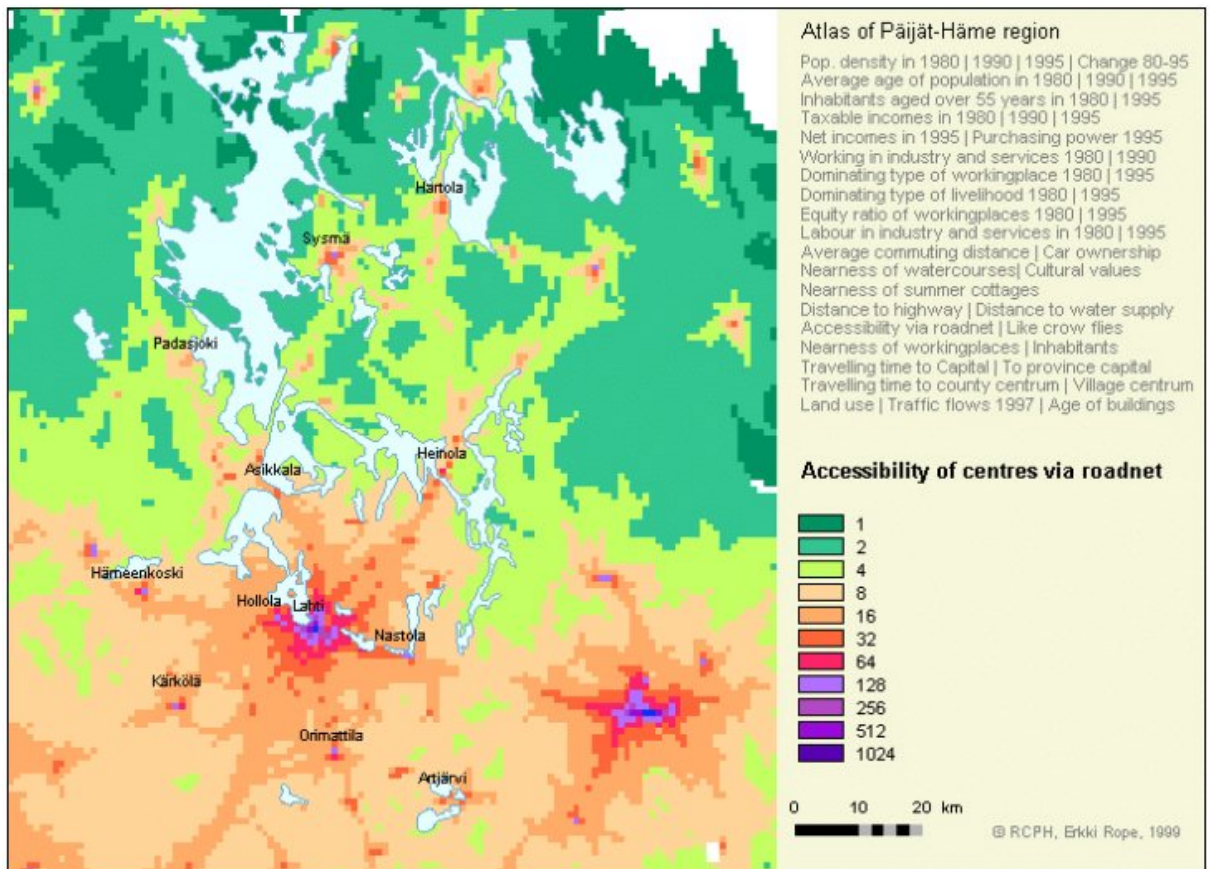 Atlas of Päijät-Häme region
Pop. density in 1980 | 1990 | 1995 | Change 80-95
Average age of population in 1980 | 1990 | 1995
Inhabitants aged over 55 years in 1980 | 1995
Taxable incomes in 1980 | 1990 | 1995
Net incomes in 1995 | Purchasing power 1995
Working in industry and services 1980 | 1990
Dominating type of workingplace 1980 | 1995
Dominating type of livelihood 1980 | 1995
Equity ratio of workingplaces 1980 | 1995
Labour in industry and services in 1980 | 1995
Average commuting distance | Car ownership
Nearness of watercourses| Cultural values
Nearness of summer cottages
Distance to highway | Distance to water supply
Accessibility via roadnet | Like crow flies
Nearness of workingplaces | Inhabitants
Travelling time to Capital | To province capital
Travelling time to county centrum | Village centrum
Land use | Traffic flows 1997 | Age of buildings
Accessibility of centres via roadnet
1
2
4
8
16
32
64
128
256
512
1024
0 10 20 km
© RCPH, Erkki Rope, 1999
Hartola
Sysmä
Padasjoki
Heinola
Asikkala
Hämeenkoski
Hollola
Lahti
Nastola
Kärkölä
Orimattila
Artjärvi